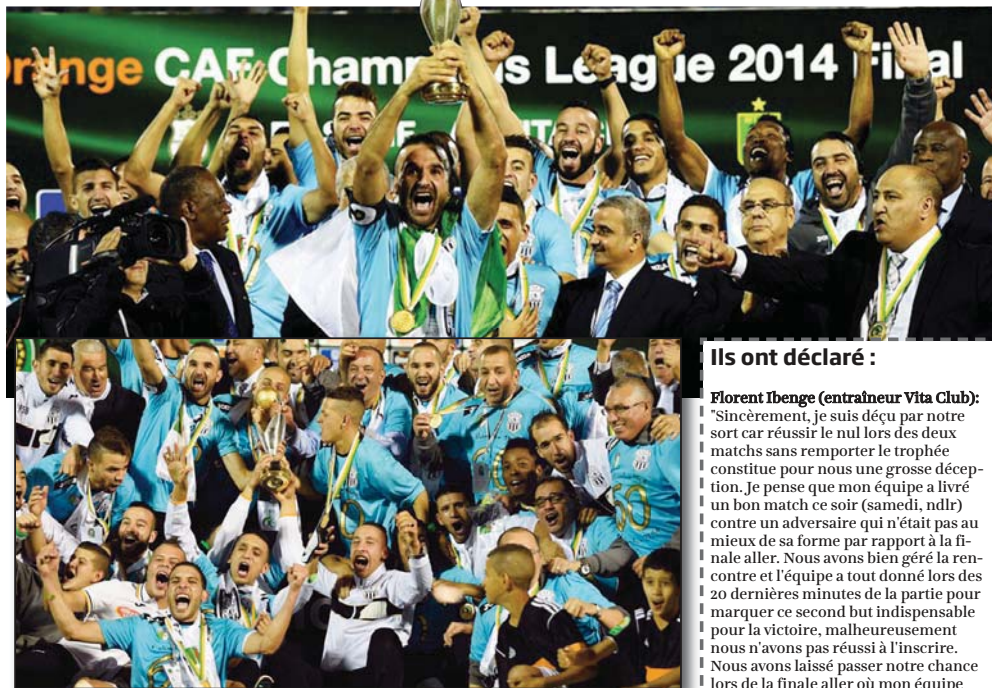 Orange CAF Champions League 2014 Final
Ils ont déclaré :
Florent Ibenge (entraîneur Vita Club):
"Sincèrement, je suis déçu par notre
sort car réussir le nul lors des deux
matchs sans remporter le trophée
constitue pour nous une grosse décep-
tion. Je pense que mon équipe a livré
un bon match ce soir (samedi, ndlr)
contre un adversaire qui n'était pas au
mieux de sa forme par rapport à la fi-
nale aller. Nous avons bien géré la ren-
contre et l'équipe a tout donné lors des
20 dernières minutes de la partie pour
marquer ce second but indispensable
pour la victoire, malheureusement
nous n'avons pas réussi à l'inscrire.
Nous avons laissé passer notre chance
lors de la finale aller où mon équipe